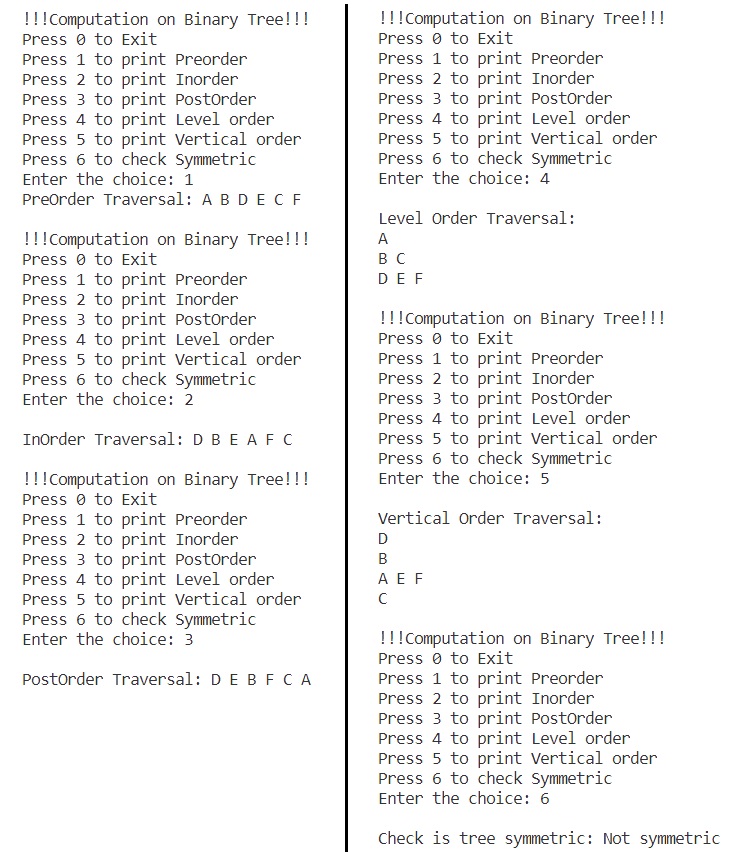 !!!Computation on Binary Tree!!!
Press 0 to Exit
Press 1 to print Preorder
Press 2 to print Inorder
Press 3 to print PostOrder
Press 4 to print Level order
Press 5 to print Vertical order
Press 6 to check Symmetric
Enter the choice: 1
PreOrder Traversal: A B D E C F
!!!Computation on Binary Tree!!!
Press 0 to Exit
Press 1 to print Preorder
Press 2 to print Inorder
Press 3 to print PostOrder
Press 4 to print Level order
Press 5 to print Vertical order
Press 6 to check Symmetric
Enter the choice: 2
InOrder Traversal: D B E A F C
!!!Computation on Binary Tree!!!
Press 0 to Exit
Press 1 to print Preorder
Press 2 to print Inorder
Press 3 to print PostOrder
Press 4 to print Level order
Press 5 to print Vertical order
Press 6 to check Symmetric
Enter the choice: 3
PostOrder Traversal: D E B F C A
!!!Computation on Binary Tree!!!
Press 0 to Exit
Press 1 to print Preorder
Press 2 to print Inorder
Press 3 to print PostOrder
Press 4 to print Level order
Press 5 to print Vertical order
Press 6 to check Symmetric
Enter the choice: 4
Level Order Traversal:
A
B C
D E F
!!!Computation on Binary Tree!!!
Press 0 to Exit
Press 1 to print Preorder
Press 2 to print Inorder
Press 3 to print PostOrder
Press 4 to print Level order
Press 5 to print Vertical order
Press 6 to check Symmetric
Enter the choice: 5
Vertical Order Traversal:
D
B
A E F
C
!!!Computation on Binary Tree!!!
Press 0 to Exit
Press 1 to print Preorder
Press 2 to print Inorder
Press 3 to print PostOrder
Press 4 to print Level order
Press 5 to print Vertical order
Press 6 to check Symmetric
Enter the choice: 6
Check is tree symmetric: Not symmetric